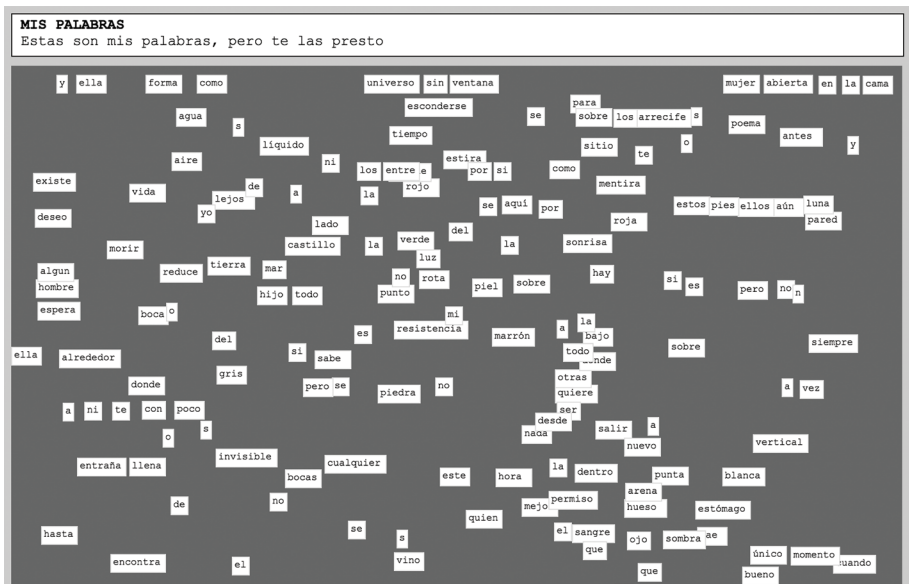 MIS PALABRAS
Estas son mis palabras, pero te las presto
y ella forma como universo sin ventana mujer abierta en la cama
esconderse para
agua se sobre los arrecife s
s poema
tiempo antes
liquido sitio o y
aire ni estira te
los entre por si como
existe de mentira
vida lejos a la rojo
yo se aquí por estos pies ellos aún luna
deseo lado roja pared
castillo la verde del la sonrisa
morir luz
algun reduce tierra mar no rota hay si
hombre hijo todo punto piel sobre es pero no n
espera boca o mi
resistencia la
del es marrón a bajo siempre
ella alrededor si sabe todo sobre
gris otras
donde pero se piedra no quiere a vez
a ni te con poco ser
o s desde salir a
nada nuevo vertical
invisible
entraña llena cualquier la
bocas este hora dentro punta blanca
de no permiso arena
mejo hueso estómago
quien
hasta se s el sangre ojo sombra ae
que único momento
encontra el vino cuando
que bueno